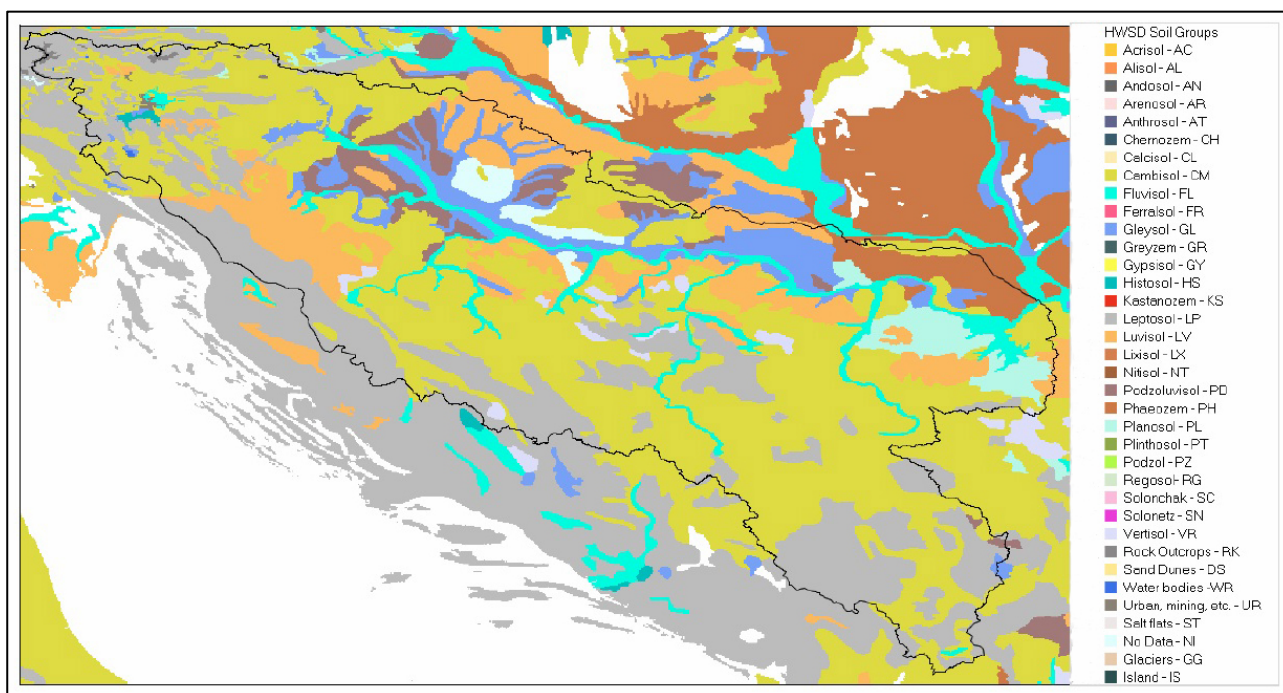 HWSD Soil Groups
Acrisol - AC
Alisol - AL
Andosol - AN
Arenosol - AR
Anthrosol - AT
Chernozem - CH
Calcisol - CL
Cambisol - CM
Fluvisol - FL
Ferralsol - FR
Gleysol - GL
Greyzem - GR
Gypsisol - GY
Histosol - HS
Kastanozem - KS
Leptosol - LP
Luvisol - LV
Lixisol - LX
Nitisol - NT
Podzoluvisol - PD
Phaeozem - PH
Planosol - PL
Plinthosol - PT
Podzol - PZ
Regosol - RG
Solonchak - SC
Solonetz - SN
Vertisol - VR
Rock Outcrops - RK
Sand Dunes - DS
Water bodies -WR
Urban, mining, etc. - UR
Salt flats - ST
No Data - NI
Glaciers - GG
Island - IS